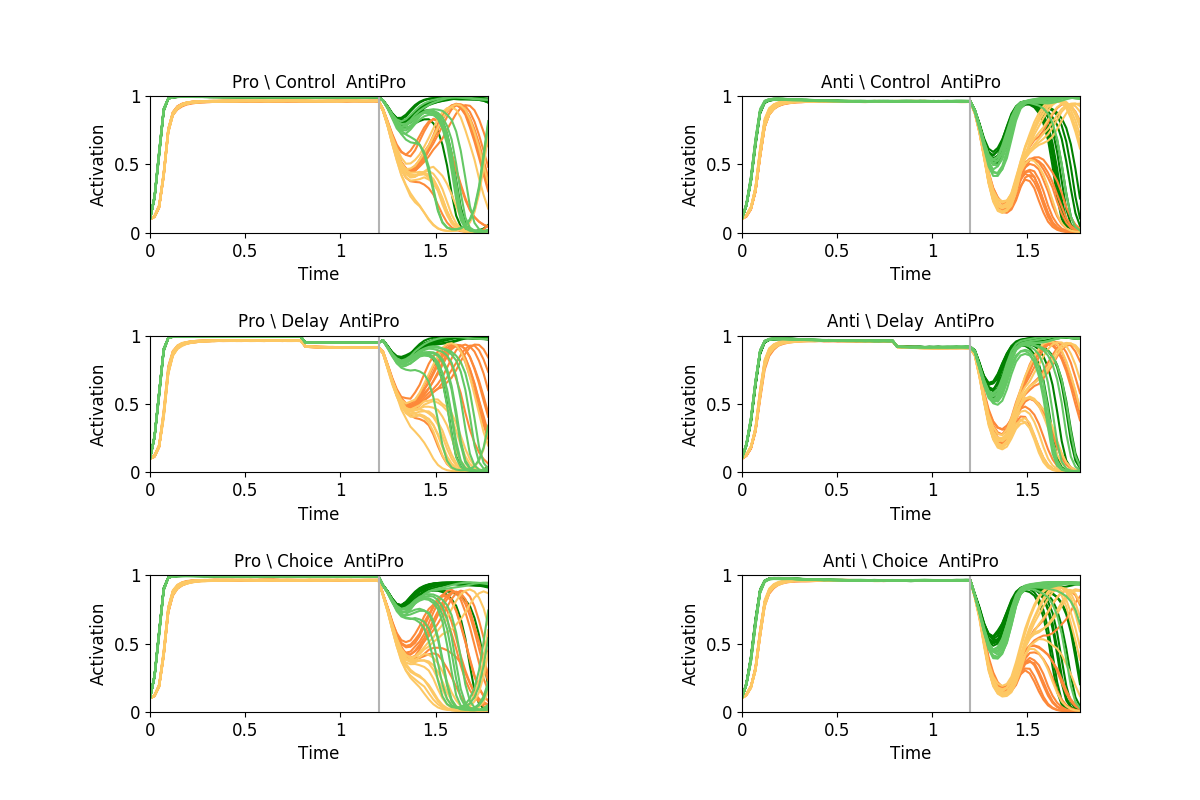 Pro \ Control  AntiPro
1
0.5
0
Activation
0 0.5 1 1.5
Time
Anti \ Control  AntiPro
1
0.5
0
Activation
0 0.5 1 1.5
Time
Pro \ Delay  AntiPro
1
0.5
0
Activation
0 0.5 1 1.5
Time
Anti \ Delay  AntiPro
1
0.5
0
Activation
0 0.5 1 1.5
Time
Pro \ Choice  AntiPro
1
0.5
0
Activation
0 0.5 1 1.5
Time
Anti \ Choice  AntiPro
1
0.5
0
Activation
0 0.5 1 1.5
Time